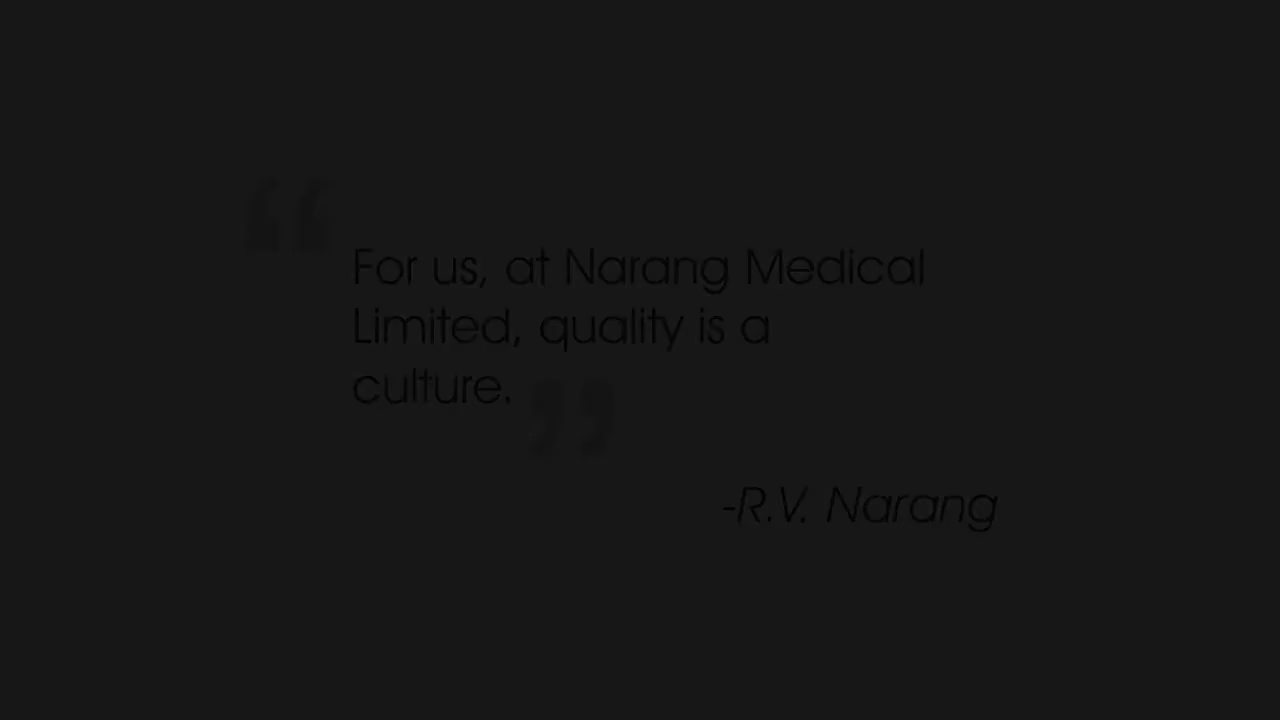 “ For us, at Narang Medical
Limited, quality is a
culture. ”
-R.V. Narang